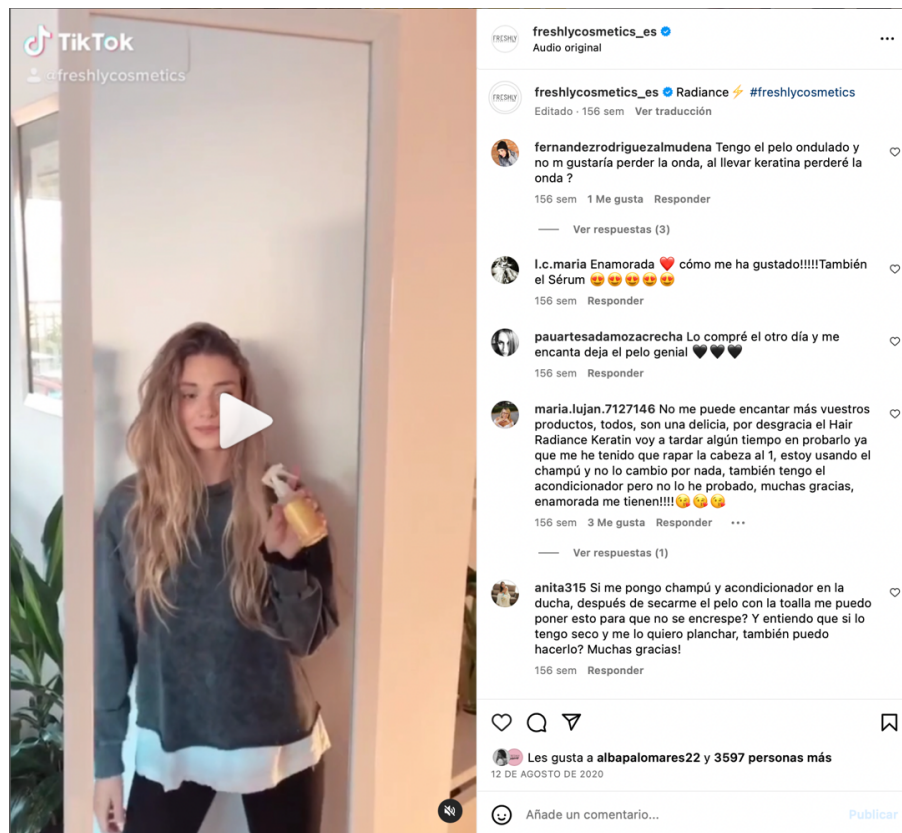 TikTok
@freshlycosmetics
FRESHLY
freshlycosmetics_es
Audio original
FRESHLY
freshlycosmetics_es Radiance⚡ #freshlycosmetics
Editado · 156 sem Ver traducción
fernandezrodriguezalmudena Tengo el pelo ondulado y
no m gustaría perder la onda, al llevar keratina perderé la
onda ?
156 sem 1 Me gusta Responder
Ver respuestas (3)
l.c.maria Enamorada ❤️ cómo me ha gustado!!!!!También
el Sérum 😍😍😍😍😍
156 sem Responder
pauartesadamozacrecha Lo compré el otro día y me
encanta deja el pelo genial 🖤🖤🖤
156 sem Responder
maria.lujan.7127146 No me puede encantar más vuestros
productos, todos, son una delicia, por desgracia el Hair
Radiance Keratin voy a tardar algún tiempo en probarlo ya
que me he tenido que rapar la cabeza al 1, estoy usando el
champú y no lo cambio por nada, también tengo el
acondicionador pero no lo he probado, muchas gracias,
enamorada me tienen!!!!😘😘😘
156 sem 3 Me gusta Responder ···
Ver respuestas (1)
anita315 Si me pongo champú y acondicionador en la
ducha, después de secarme el pelo con la toalla me puedo
poner esto para que no se encrespe? Y entiendo que si lo
tengo seco y me lo quiero planchar, también puedo
hacerlo? Muchas gracias!
156 sem Responder
Les gusta a albapalomares22 y 3597 personas más
12 DE AGOSTO DE 2020
Añade un comentario...
Publicar